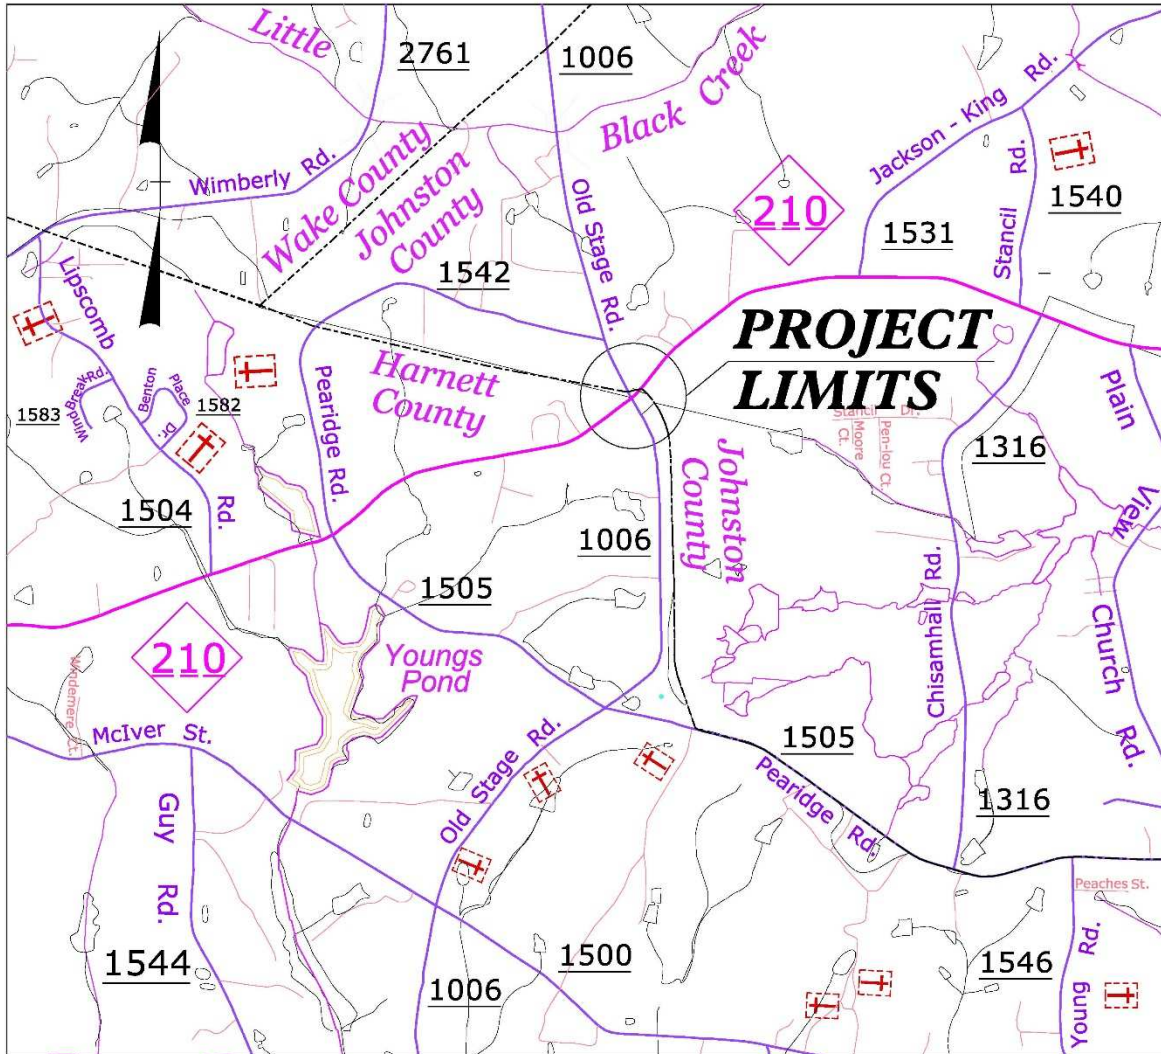 Little
2761
1006
Black Creek
Jackson - King Rd.
Wimberly Rd.
Wake County
Johnston
County
Old Stage Rd.
210
Stancil Rd.
1540
1531
1542
Lipscomb
Rd.
PROJECT
LIMITS
Harnett
County
Pearidge Rd.
WindBreak Rd.
Benton
Place
Dr.
1583
1582
Stancil Dr.
Moore
Ct.
Pen-lou Ct.
1316
Plain
View
Church
Rd.
1504
1006
Johnston
County
1505
Chisamhall Rd.
210
Youngs
Pond
Windemere Ct.
McIver St.
Old Stage Rd.
1505
Pearidge Rd.
1316
Guy
Rd.
Peaches St.
1544
1006
1500
1546
Young Rd.